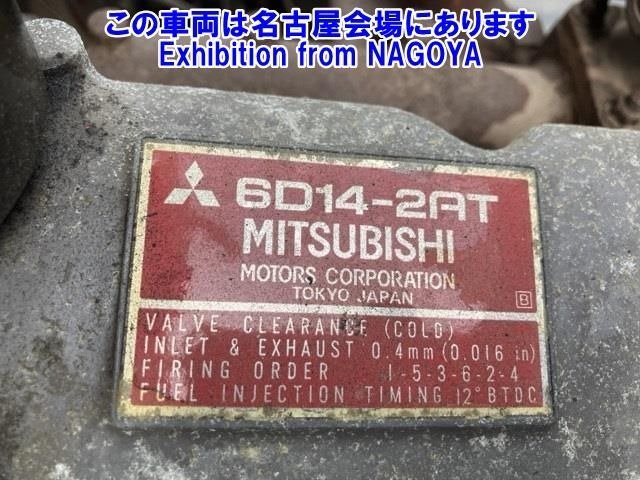 この車両は名古屋会場にあります
Exhibition from NAGOYA
6D14-2AT
MITSUBISHI
MOTORS CORPORATION
TOKYO JAPAN
B
VALVE CLEARANCE (COLD)
INLET & EXHAUST 0.4mm (0.016 in)
FIRING ORDER 1-5-3-6-2-4
FUEL INJECTION TIMING 12° BTDC